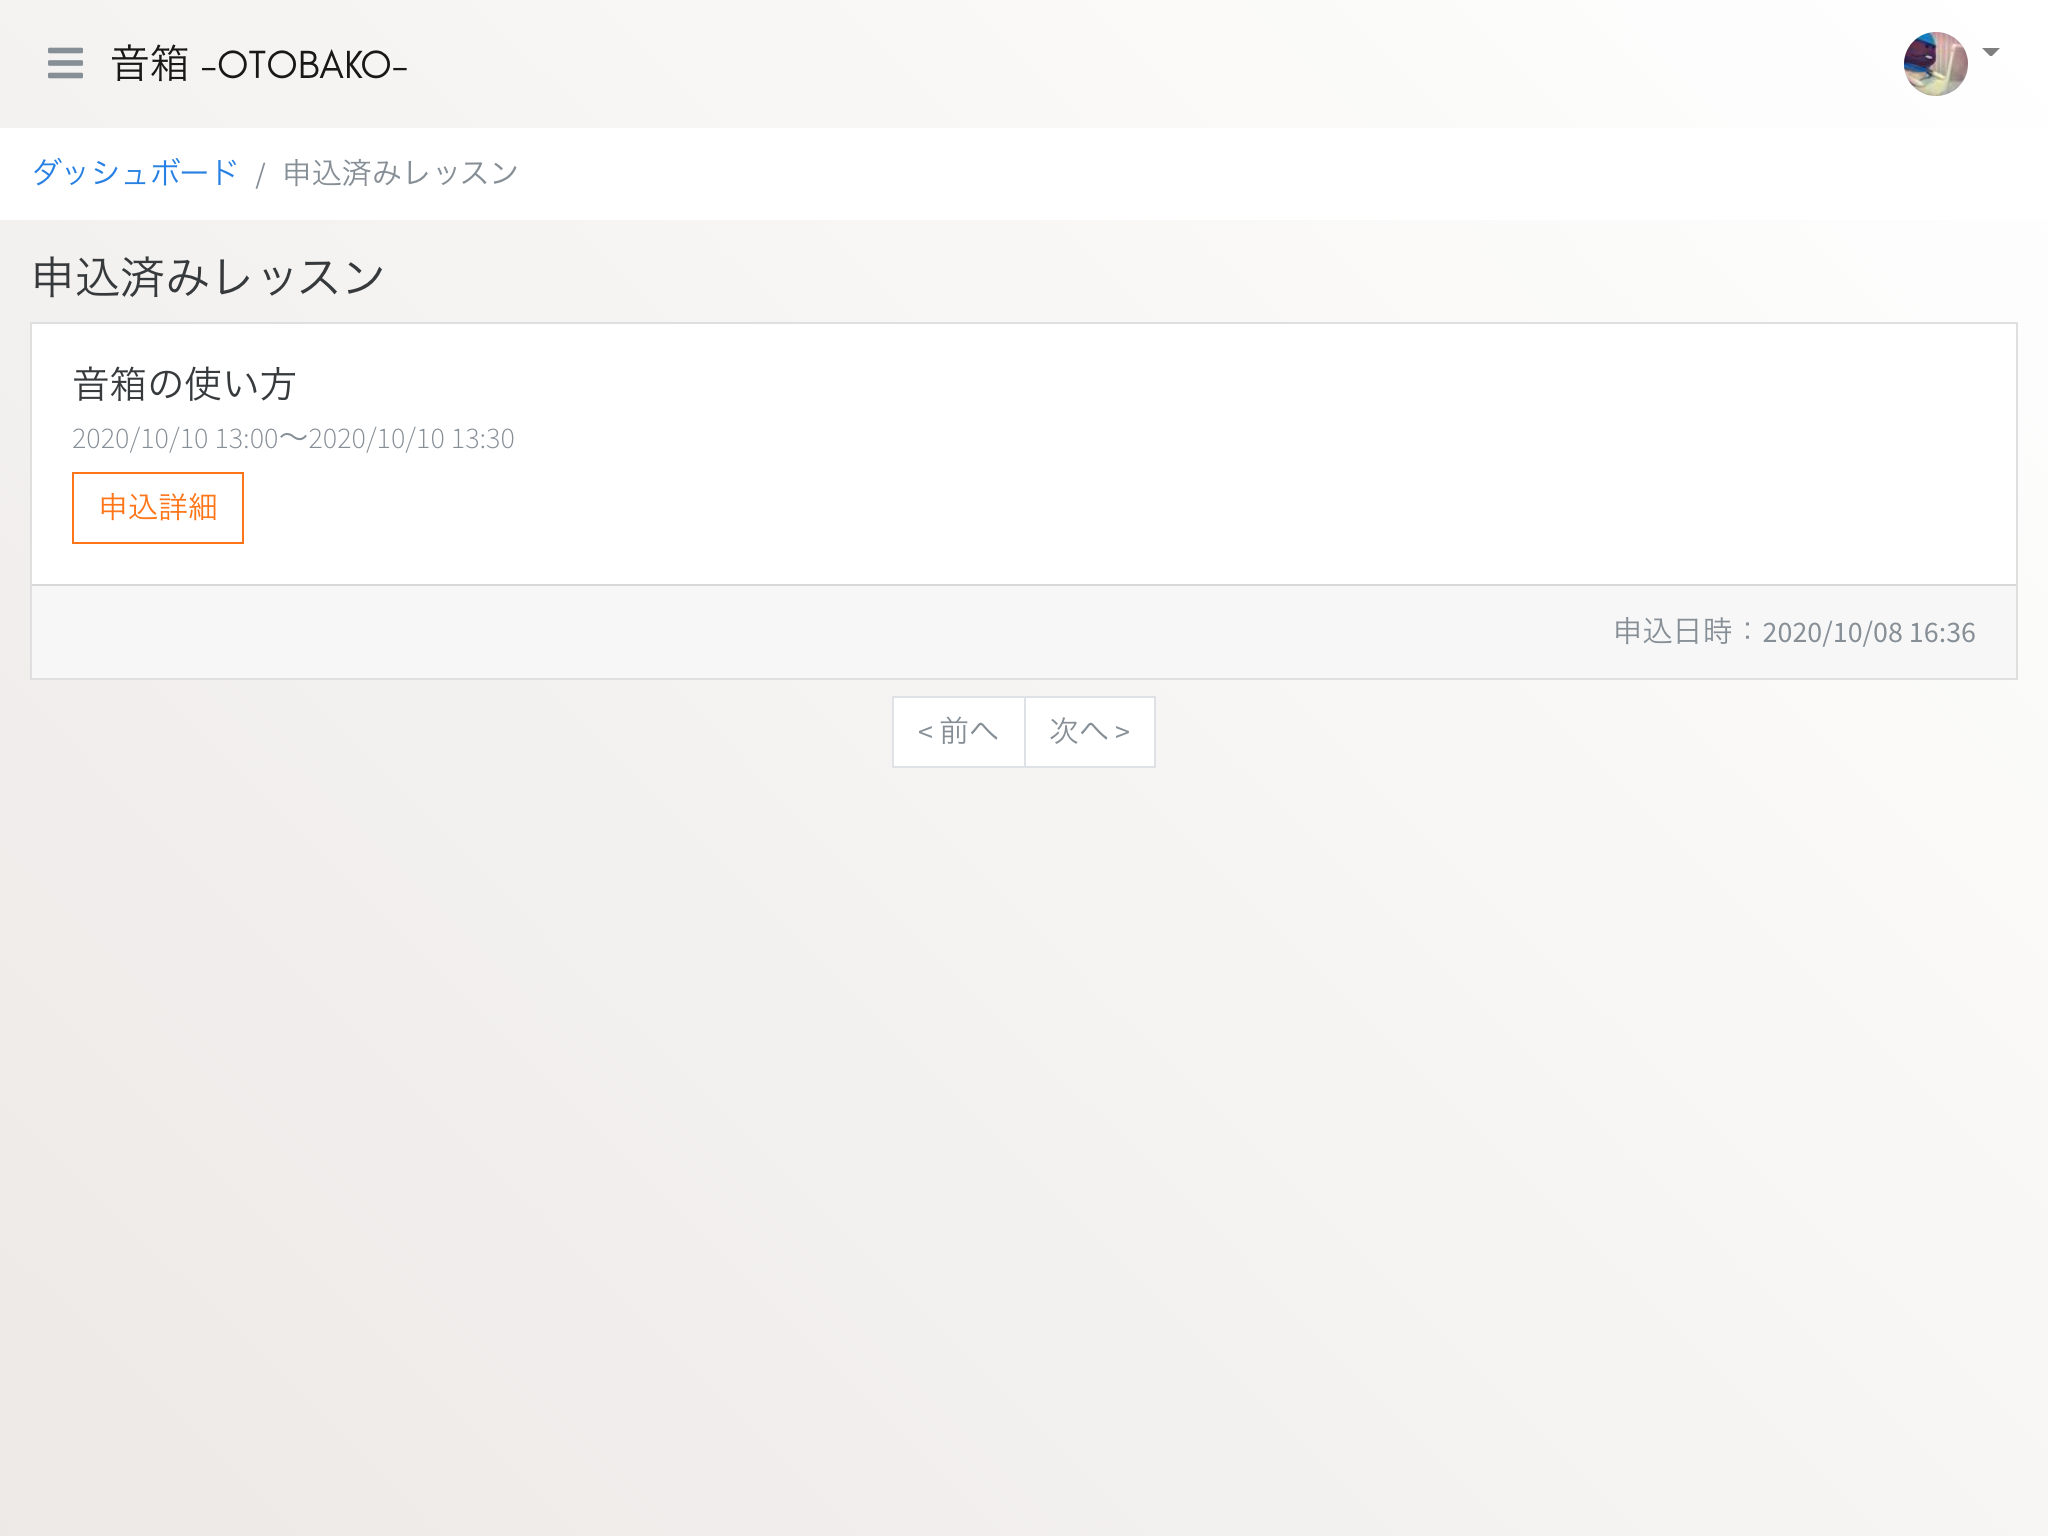 音箱 -OTOBAKO-
ダッシュボード / 申込済みレッスン
申込済みレッスン
音箱の使い方
2020/10/10 13:00〜2020/10/10 13:30
申込詳細
申込日時：2020/10/08 16:36
< 前へ 次へ >